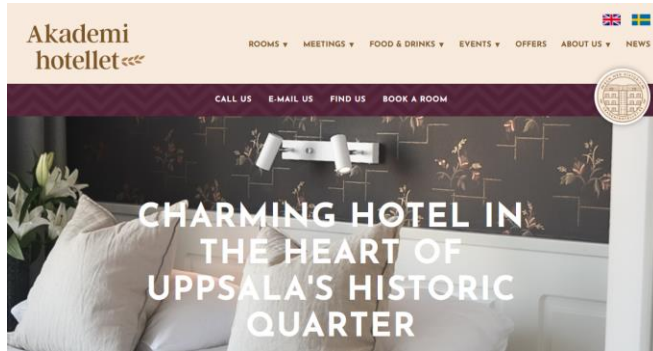 Akademi
hotellet
ROOMS ▾ MEETINGS ▾ FOOD & DRINKS ▾ EVENTS ▾ OFFERS ABOUT US ▾ NEWS
CALL US E-MAIL US FIND US BOOK A ROOM
CHARMING HOTEL IN
THE HEART OF
UPPSALA'S HISTORIC
QUARTER